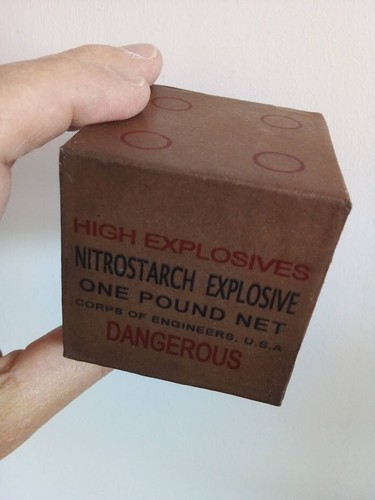 HIGH EXPLOSIVES
NITROSTARCH EXPLOSIVE
ONE POUND NET
CORPS OF ENGINEERS, U.S.A
DANGEROUS